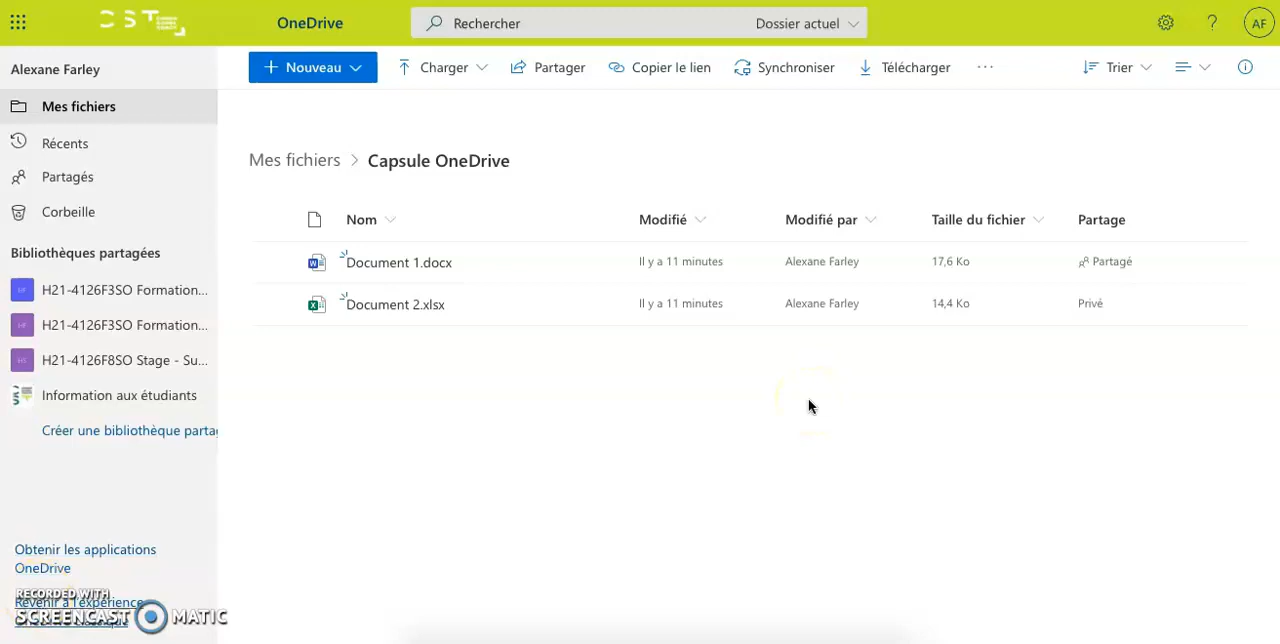 CST
OneDrive
Rechercher
Dossier actuel
?
AF
Alexane Farley
Nouveau
Charger
Partager
Copier le lien
Synchroniser
Télécharger
...
Trier
Mes fichiers
Récents
Partagés
Corbeille
Bibliothèques partagées
H21-4126F3SO Formation...
H21-4126F3SO Formation...
H21-4126F8SO Stage - Su...
Information aux étudiants
Créer une bibliothèque parta
Obtenir les applications
OneDrive
Revenir à l'expérience
RECORDED WITH
SCREENCAST MATIC
Mes fichiers > Capsule OneDrive
Nom Modifié Modifié par Taille du fichier Partage
Document 1.docx Il y a 11 minutes Alexane Farley 17,6 Ko Partagé
Document 2.xlsx Il y a 11 minutes Alexane Farley 14,4 Ko Privé